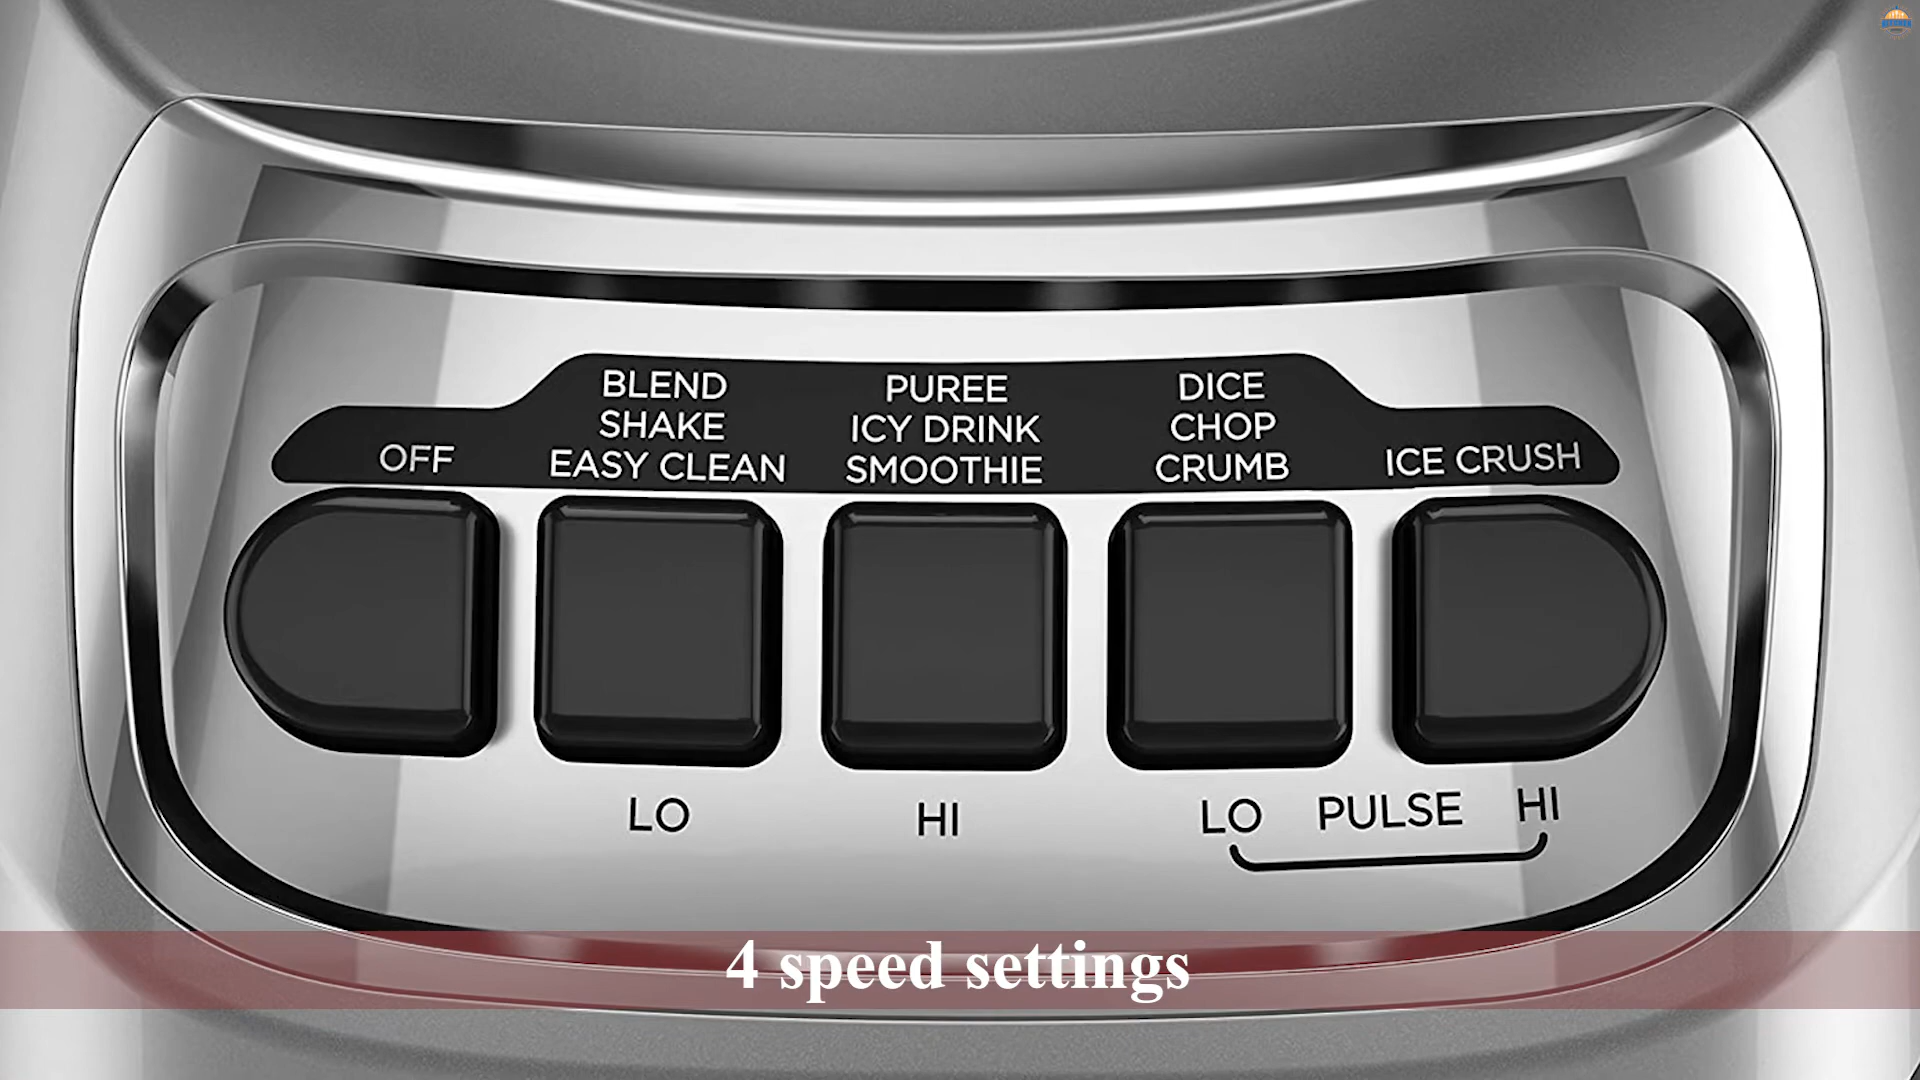 BLEND
SHAKE
EASY CLEAN
PUREE
ICY DRINK
SMOOTHIE
DICE
CHOP
CRUMB
OFF
ICE CRUSH
LO
HI
LO PULSE HI
4 speed settings